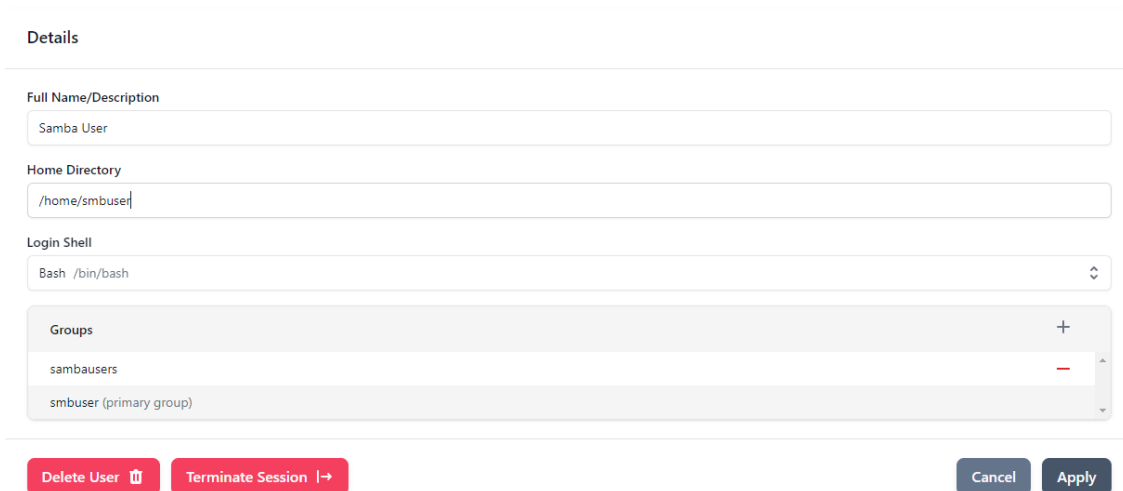 Details
Full Name/Description
Samba User
Home Directory
/home/smbuser
Login Shell
Bash /bin/bash
Groups
sambausers
smbuser (primary group)
Delete User Terminate Session Cancel Apply